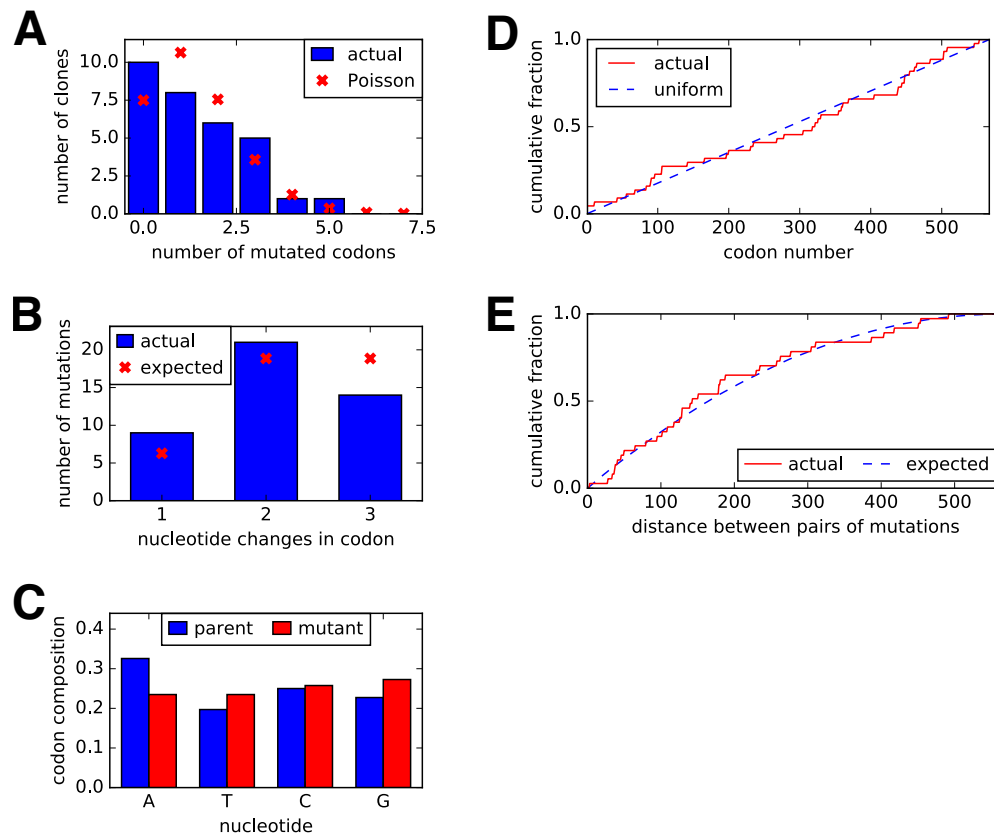 A
number of clones
10.0
7.5
5.0
2.5
0.0
actual
Poisson
0.0 2.5 5.0 7.5
number of mutated codons
B
number of mutations
20
15
10
5
0
actual
expected
1 2 3
nucleotide changes in codon
C
codon composition
0.4
0.3
0.2
0.1
0.0
parent mutant
A T C G
nucleotide
D
cumulative fraction
1.0
0.5
0.0
actual
uniform
0 100 200 300 400 500
codon number
E
cumulative fraction
1.0
0.5
0.0
actual expected
0 100 200 300 400 500
distance between pairs of mutations